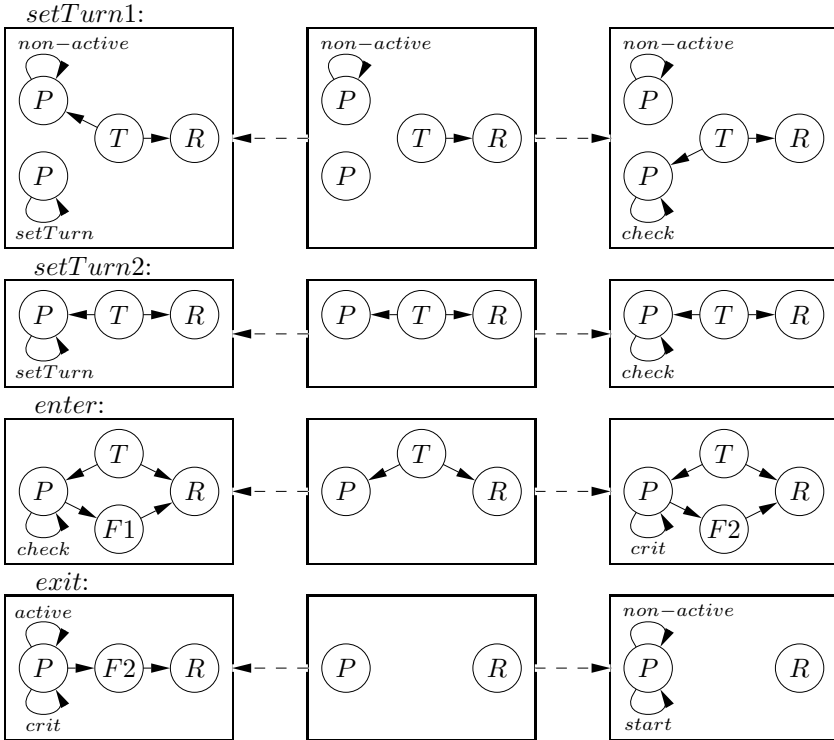 setTurn1:
non-active non-active non-active
P P P
T R T R T R
P P P
setTurn check
setTurn2:
P T R P T R P T R
setTurn check
enter:
T T T
P R P R P R
F1 F2
check crit
exit:
active non-active
P F2 R P R P R
crit start